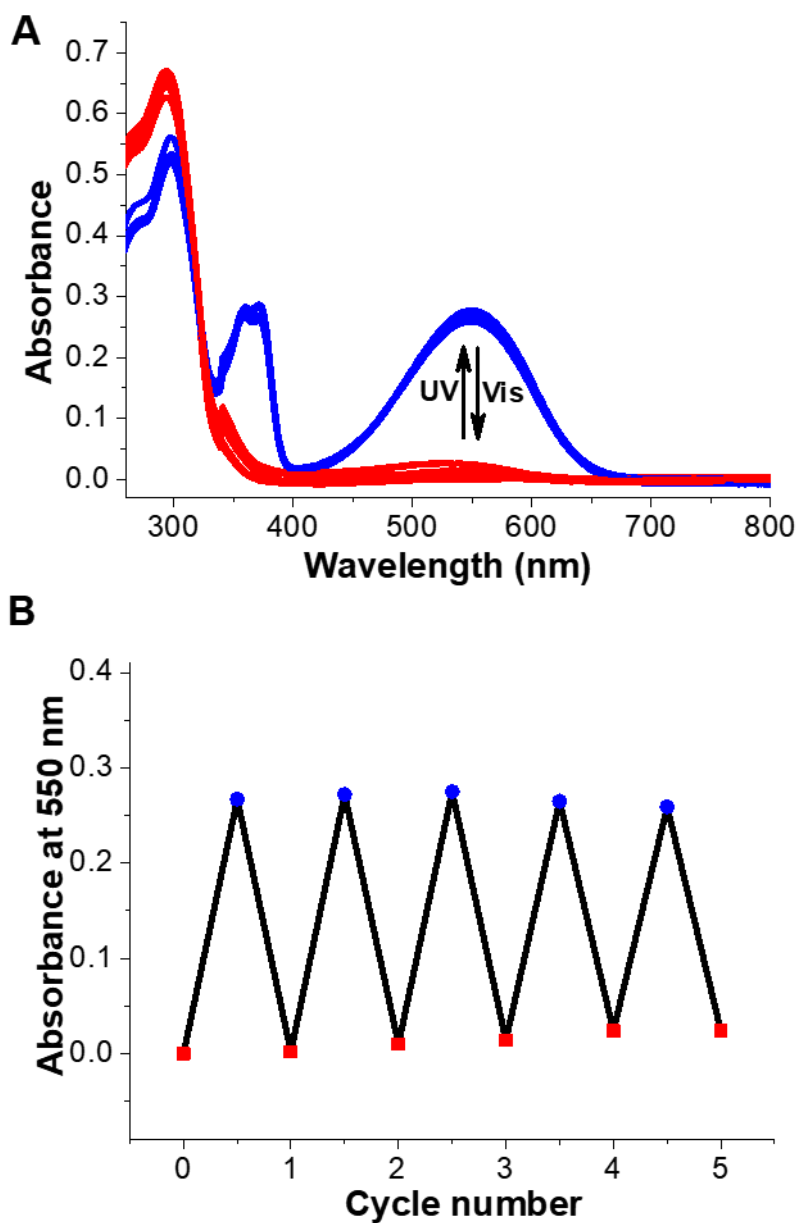 A
0.7
0.6
0.5
0.4
0.3
0.2
0.1
0.0
Absorbance
UV Vis
300 400 500 600 700 800
Wavelength (nm)
B
0.4
0.3
0.2
0.1
0.0
Absorbance at 550 nm
0 1 2 3 4 5
Cycle number